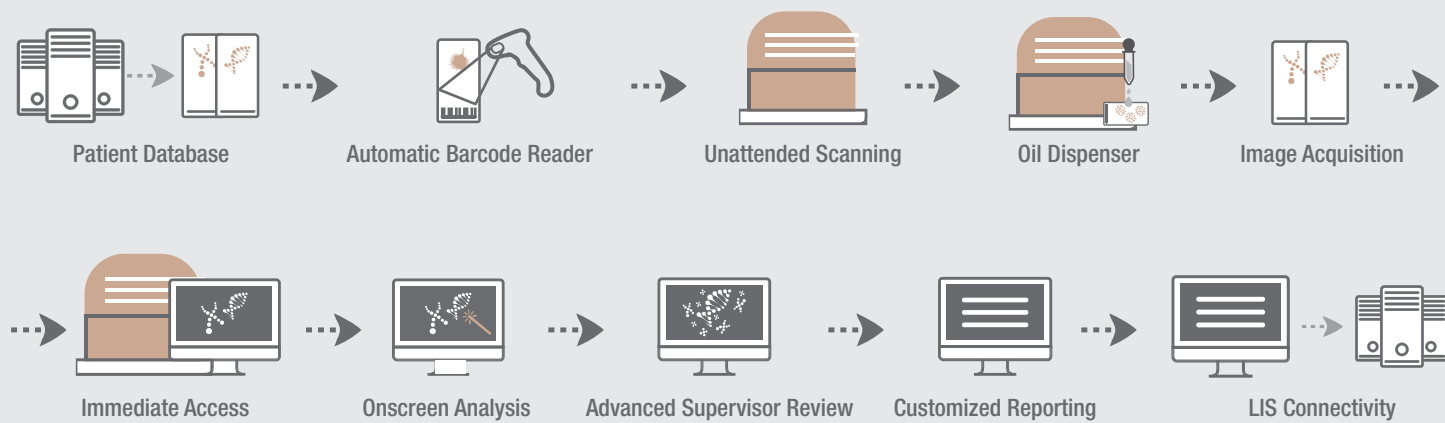 Patient Database
Automatic Barcode Reader
Unattended Scanning
Oil Dispenser
Image Acquisition
Immediate Access
Onscreen Analysis
Advanced Supervisor Review
Customized Reporting
LIS Connectivity